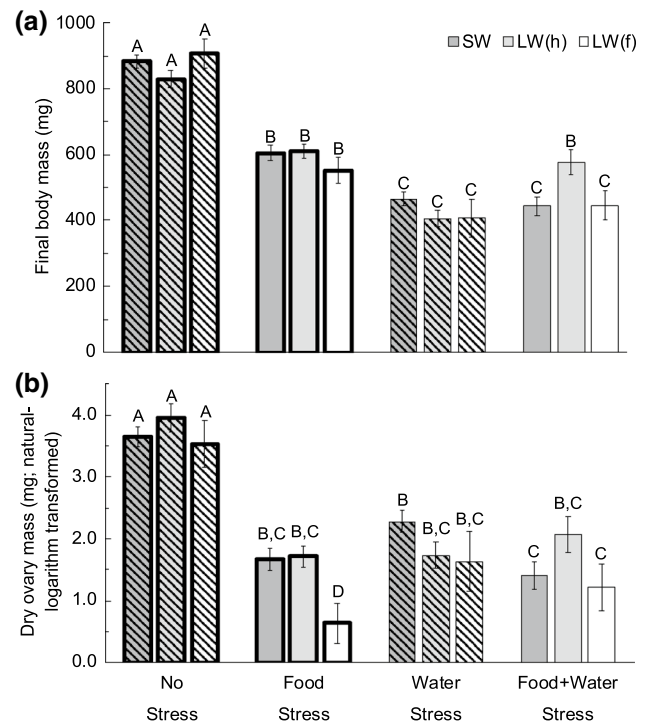 (a)
1000
800
600
400
200
0
Final body mass (mg)
SW LW(h) LW(f)
A A A
B B B
C C C
C B C
(b)
4.0
3.0
2.0
1.0
0.0
Dry ovary mass (mg; natural-
logarithm transformed)
A A A
B,C B,C D
B B,C B,C
C B,C C
No Food Water Food+Water
Stress Stress Stress Stress